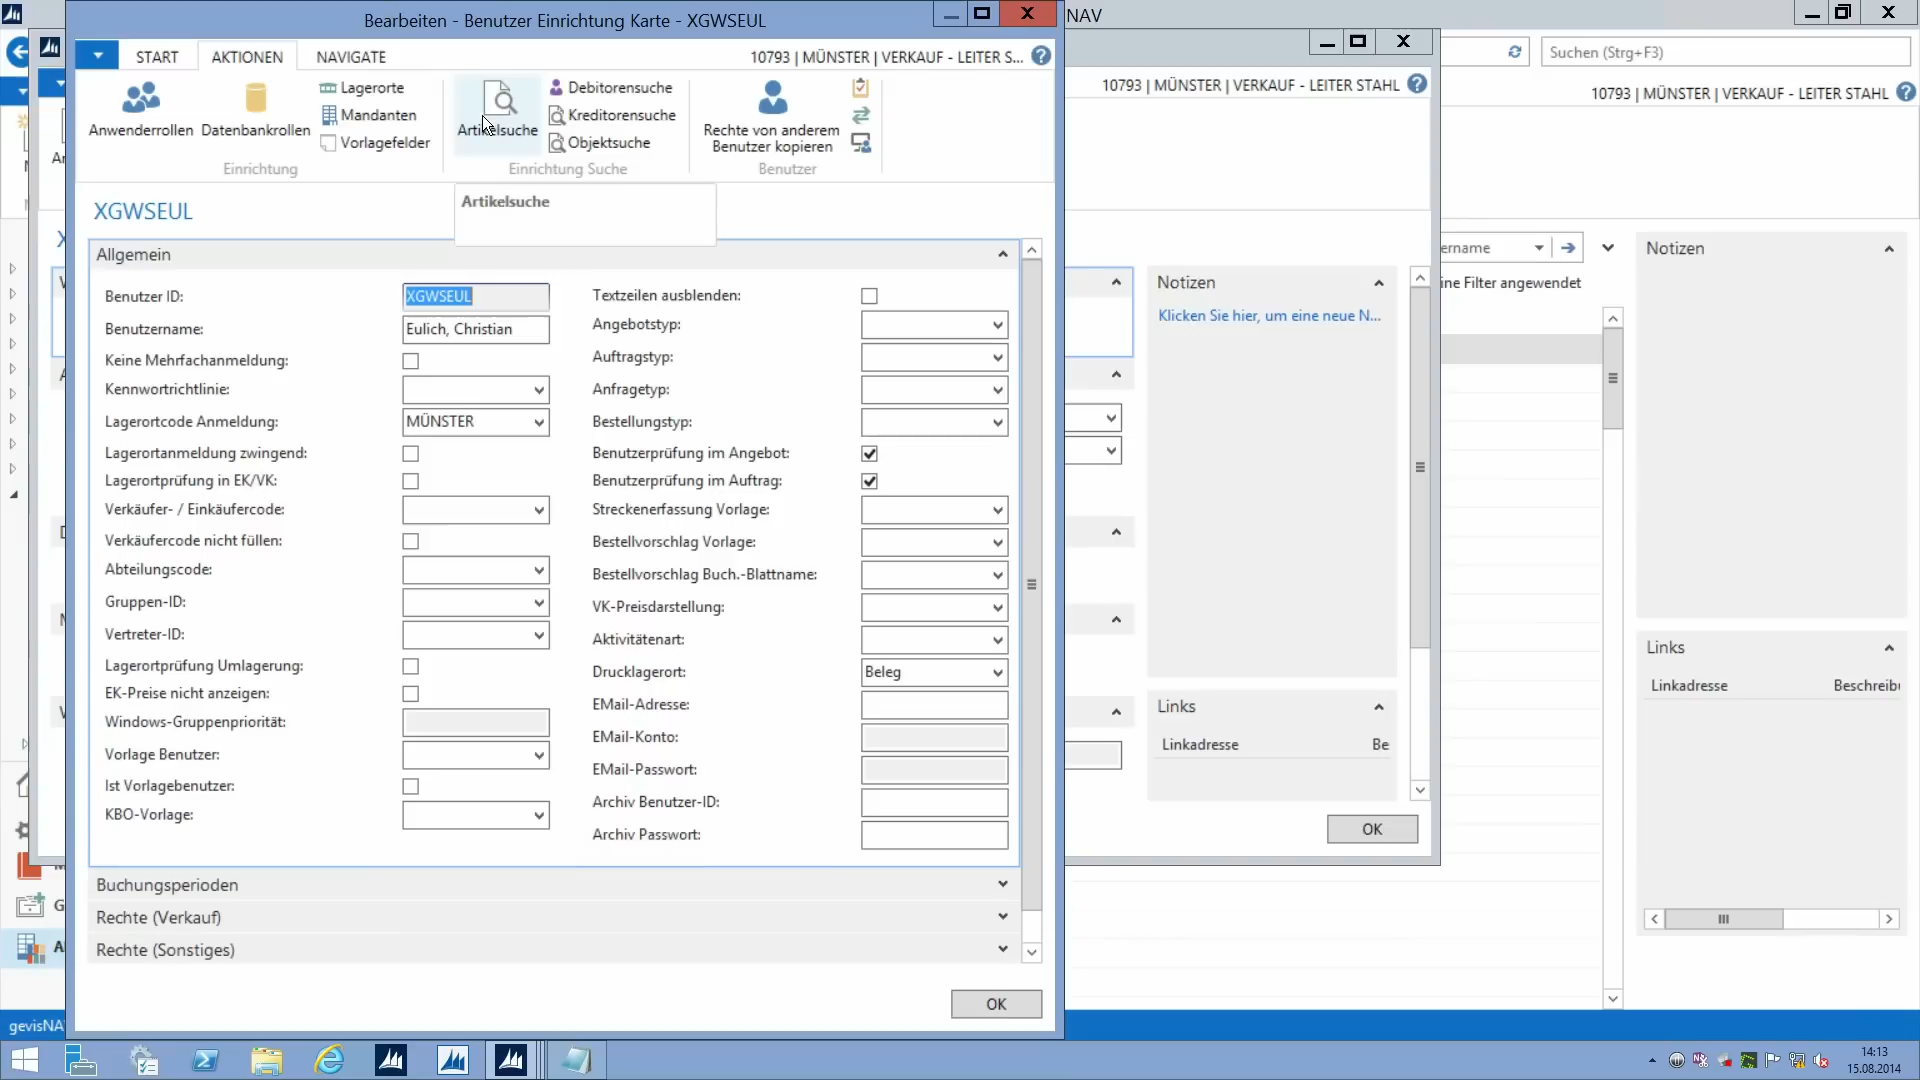 Bearbeiten - Benutzer Einrichtung Karte - XGWSEUL
NAV
START
AKTIONEN
NAVIGATE
10793 | MÜNSTER | VERKAUF - LEITER S...
10793 | MÜNSTER | VERKAUF - LEITER STAHL
Suchen (Strg+F3)
10793 | MÜNSTER | VERKAUF - LEITER STAHL
Anwenderrollen
Datenbankrollen
Lagerorte
Mandanten
Vorlagefelder
Einrichtung
Artikelsuche
Debitorensuche
Kreditorensuche
Objektsuche
Einrichtung Suche
Rechte von anderem
Benutzer kopieren
Benutzer
Artikelsuche
XGWSEUL
Allgemein
Benutzer ID:
XGWSEUL
Benutzername:
Eulich, Christian
Keine Mehrfachanmeldung:
Kennwortrichtlinie:
Lagerortcode Anmeldung:
MÜNSTER
Lagerortanmeldung zwingend:
Lagerortprüfung in EK/VK:
Verkäufer- / Einkäufercode:
Verkäufercode nicht füllen:
Abteilungscode:
Gruppen-ID:
Vertreter-ID:
Lagerortprüfung Umlagerung:
EK-Preise nicht anzeigen:
Windows-Gruppenpriorität:
Vorlage Benutzer:
Ist Vorlagebenutzer:
KBO-Vorlage:
Textzeilen ausblenden:
Angebotstyp:
Auftragstyp:
Anfragetyp:
Bestellungstyp:
Benutzerprüfung im Angebot:
Benutzerprüfung im Auftrag:
Streckenerfassung Vorlage:
Bestellvorschlag Vorlage:
Bestellvorschlag Buch.-Blattname:
VK-Preisdarstellung:
Aktivitätenart:
Drucklagerort:
Beleg
EMail-Adresse:
EMail-Konto:
EMail-Passwort:
Archiv Benutzer-ID:
Archiv Passwort:
Buchungsperioden
Rechte (Verkauf)
Rechte (Sonstiges)
OK
Notizen
Klicken Sie hier, um eine neue N...
Links
Linkadresse
Be
OK
ername
ine Filter angewendet
Notizen
Links
Linkadresse
Beschreibu
gevisNA
14:13
15.08.2014